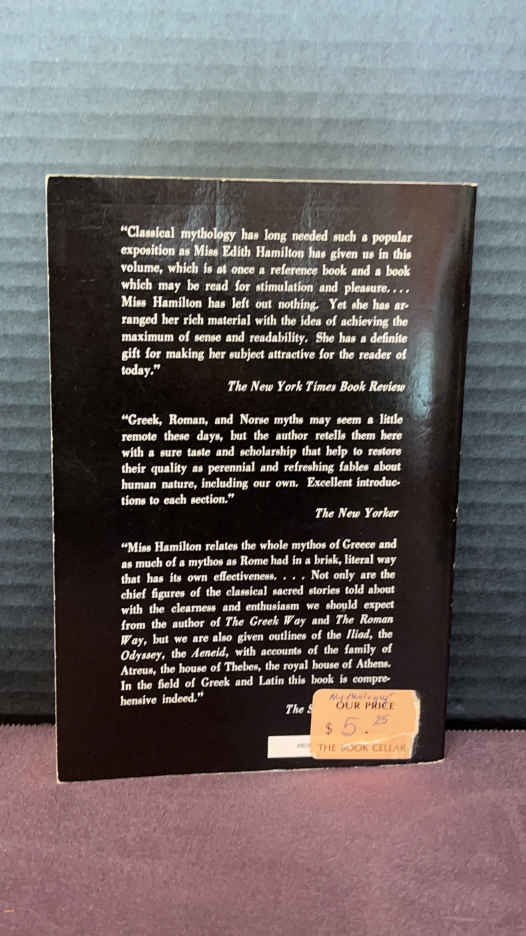 “Classical mythology has long needed such a popular
exposition as Miss Edith Hamilton has given us in this
volume, which is at once a reference book and a book
which may be read for stimulation and pleasure....
Miss Hamilton has left out nothing. Yet she has ar-
ranged her rich material with the idea of achieving the
maximum of sense and readability. She has a definite
gift for making her subject attractive for the reader of
today.”
The New York Times Book Review
“Greek, Roman, and Norse myths may seem a little
remote these days, but the author retells them here
with a sure taste and scholarship that help to restore
their quality as perennial and refreshing fables about
human nature, including our own. Excellent introduc-
tions to each section.”
The New Yorker
“Miss Hamilton relates the whole mythos of Greece and
as much of a mythos as Rome had in a brisk, literal way
that has its own effectiveness. . . . Not only are the
chief figures of the classical sacred stories told about
with the clearness and enthusiasm we should expect
from the author of The Greek Way and The Roman
Way, but we are also given outlines of the Iliad, the
Odyssey, the Aeneid, with accounts of the family of
Atreus, the house of Thebes, the royal house of Athens.
In the field of Greek and Latin this book is compre-
hensive indeed.”
The S
Mythology
OUR PRICE
$ 5.25
THE BOOK CELLAR